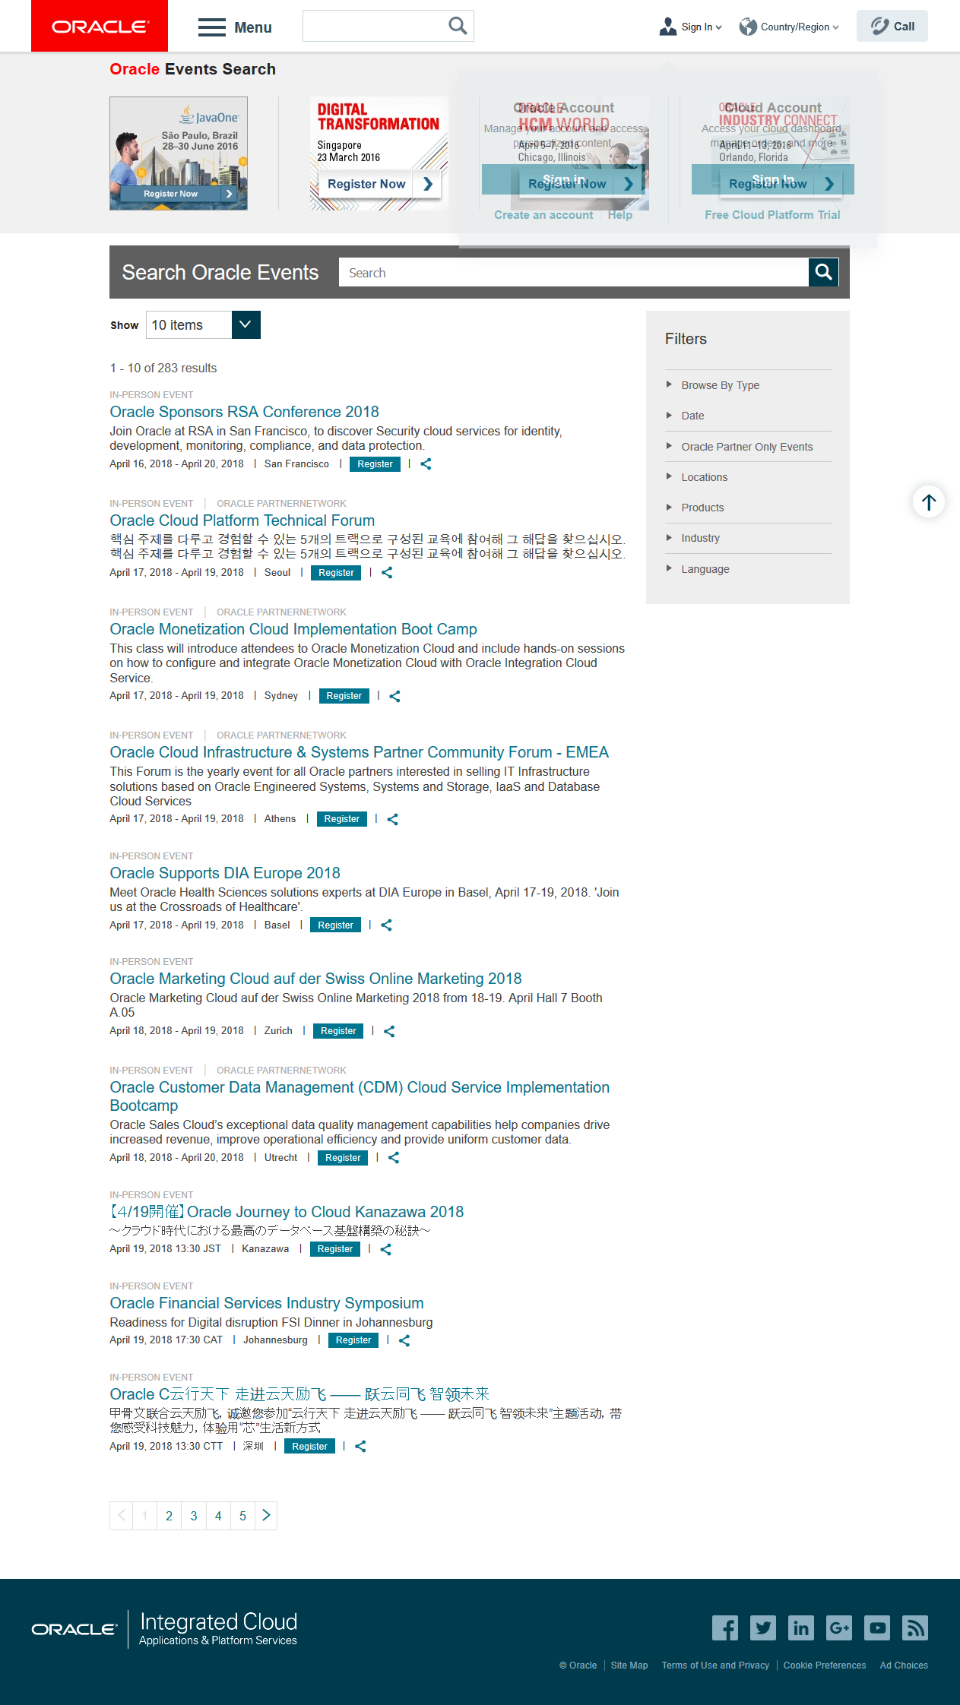 ORACLE
Menu
Sign In
Country/Region
Call
Oracle Events Search
JavaOne
São Paulo, Brazil
28–30 June 2016
Register Now
DIGITAL
TRANSFORMATION
Singapore
23 March 2016
Register Now
ORACLE
HCM WORLD
April 5–7, 2016
Chicago, Illinois
Register Now
Oracle Account
Manage your account and access
personalized content.
Sign in
Create an account
Help
ORACLE
INDUSTRY CONNECT
Orlando, Florida
Register Now
Cloud Account
Access your cloud dashboard,
manage orders, and more.
Sign In
Free Cloud Platform Trial
Search Oracle Events
Search
Show
10 items
1 - 10 of 283 results
IN-PERSON EVENT
Oracle Sponsors RSA Conference 2018
Join Oracle at RSA in San Francisco, to discover Security cloud services for identity,
development, monitoring, compliance, and data protection.
April 16, 2018 - April 20, 2018 | San Francisco | Register |
IN-PERSON EVENT | ORACLE PARTNERNETWORK
Oracle Cloud Platform Technical Forum
핵심 주제를 다루고 경험할 수 있는 5개의 트랙으로 구성된 교육에 참여해 그 해답을 찾으십시오.
핵심 주제를 다루고 경험할 수 있는 5개의 트랙으로 구성된 교육에 참여해 그 해답을 찾으십시오.
April 17, 2018 - April 19, 2018 | Seoul | Register |
IN-PERSON EVENT | ORACLE PARTNERNETWORK
Oracle Monetization Cloud Implementation Boot Camp
This class will introduce attendees to Oracle Monetization Cloud and include hands-on sessions
on how to configure and integrate Oracle Monetization Cloud with Oracle Integration Cloud
Service.
April 17, 2018 - April 19, 2018 | Sydney | Register |
IN-PERSON EVENT | ORACLE PARTNERNETWORK
Oracle Cloud Infrastructure & Systems Partner Community Forum - EMEA
This Forum is the yearly event for all Oracle partners interested in selling IT Infrastructure
solutions based on Oracle Engineered Systems, Systems and Storage, IaaS and Database
Cloud Services
April 17, 2018 - April 19, 2018 | Athens | Register |
IN-PERSON EVENT
Oracle Supports DIA Europe 2018
Meet Oracle Health Sciences solutions experts at DIA Europe in Basel, April 17-19, 2018. 'Join
us at the Crossroads of Healthcare'.
April 17, 2018 - April 19, 2018 | Basel | Register |
IN-PERSON EVENT
Oracle Marketing Cloud auf der Swiss Online Marketing 2018
Oracle Marketing Cloud auf der Swiss Online Marketing 2018 from 18-19. April Hall 7 Booth
A.05
April 18, 2018 - April 19, 2018 | Zurich | Register |
IN-PERSON EVENT | ORACLE PARTNERNETWORK
Oracle Customer Data Management (CDM) Cloud Service Implementation
Bootcamp
Oracle Sales Cloud's exceptional data quality management capabilities help companies drive
increased revenue, improve operational efficiency and provide uniform customer data.
April 18, 2018 - April 20, 2018 | Utrecht | Register |
IN-PERSON EVENT
【4/19開催】Oracle Journey to Cloud Kanazawa 2018
～クラウド時代における最高のデータベース基盤構築の秘訣～
April 19, 2018 13:30 JST | Kanazawa | Register |
IN-PERSON EVENT
Oracle Financial Services Industry Symposium
Readiness for Digital disruption FSI Dinner in Johannesburg
April 19, 2018 17:30 CAT | Johannesburg | Register |
IN-PERSON EVENT
Oracle C云行天下 走进云天励飞 —— 跃云同飞 智领未来
甲骨文联合云天励飞，诚邀您参加“云行天下 走进云天励飞 —— 跃云同飞 智领未来”主题活动，带
您感受科技魅力，体验用“芯”生活新方式
April 19, 2018 13:30 CTT | 深圳 | Register |
Filters
Browse By Type
Date
Oracle Partner Only Events
Locations
Products
Industry
Language
1 2 3 4 5
ORACLE | Integrated Cloud
Applications & Platform Services
© Oracle | Site Map
Terms of Use and Privacy | Cookie Preferences
Ad Choices